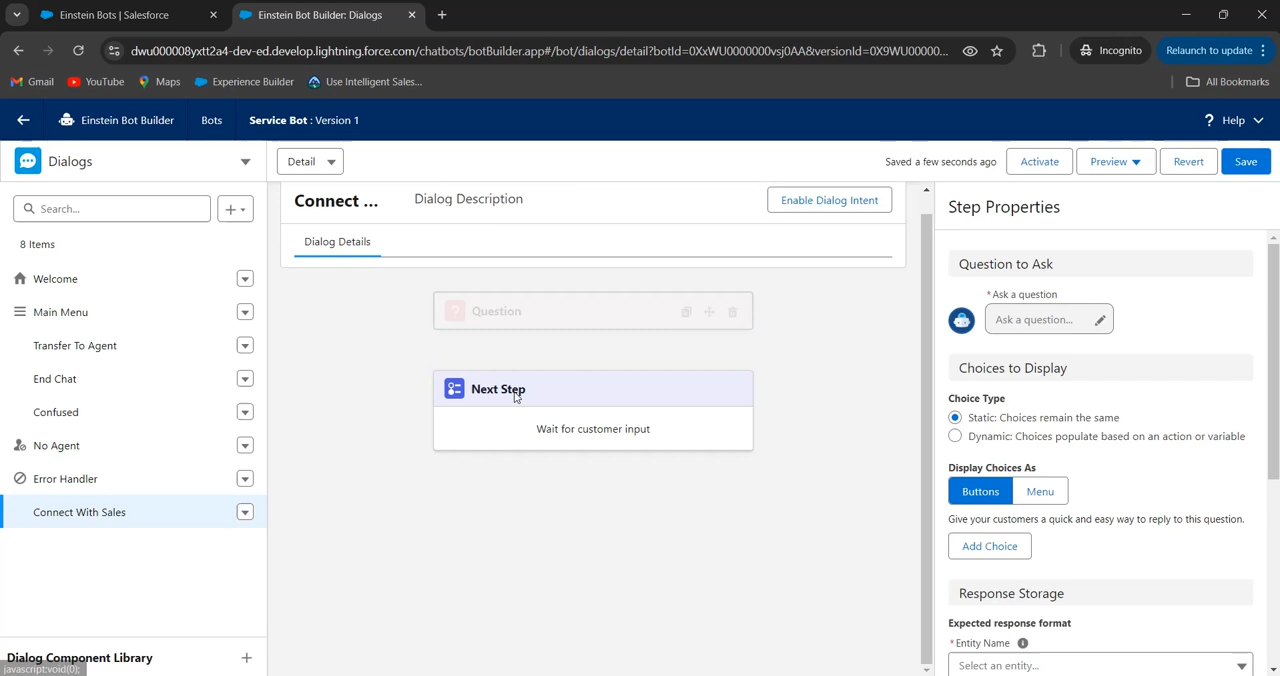 Einstein Bots | Salesforce
Einstein Bot Builder: Dialogs
dwu000008yxtt2a4-dev-ed.develop.lightning.force.com/chatbots/botBuilder.app#/bot/dialogs/detail?botId=0XxWU0000000vsj0AA&versionId=0X9WU00000...
Incognito
Relaunch to update
Gmail
YouTube
Maps
Experience Builder
Use Intelligent Sales...
All Bookmarks
Einstein Bot Builder
Bots
Service Bot : Version 1
? Help
Dialogs
Detail
Saved a few seconds ago
Activate
Preview
Revert
Save
Search...
8 Items
Welcome
Main Menu
Transfer To Agent
End Chat
Confused
No Agent
Error Handler
Connect With Sales
Dialog Component Library
javascript:void(0);
Connect ...
Dialog Description
Enable Dialog Intent
Dialog Details
? Question
Next Step
Wait for customer input
Step Properties
Question to Ask
* Ask a question
Ask a question...
Choices to Display
Choice Type
Static: Choices remain the same
Dynamic: Choices populate based on an action or variable
Display Choices As
Buttons
Menu
Give your customers a quick and easy way to reply to this question.
Add Choice
Response Storage
Expected response format
* Entity Name
Select an entity...